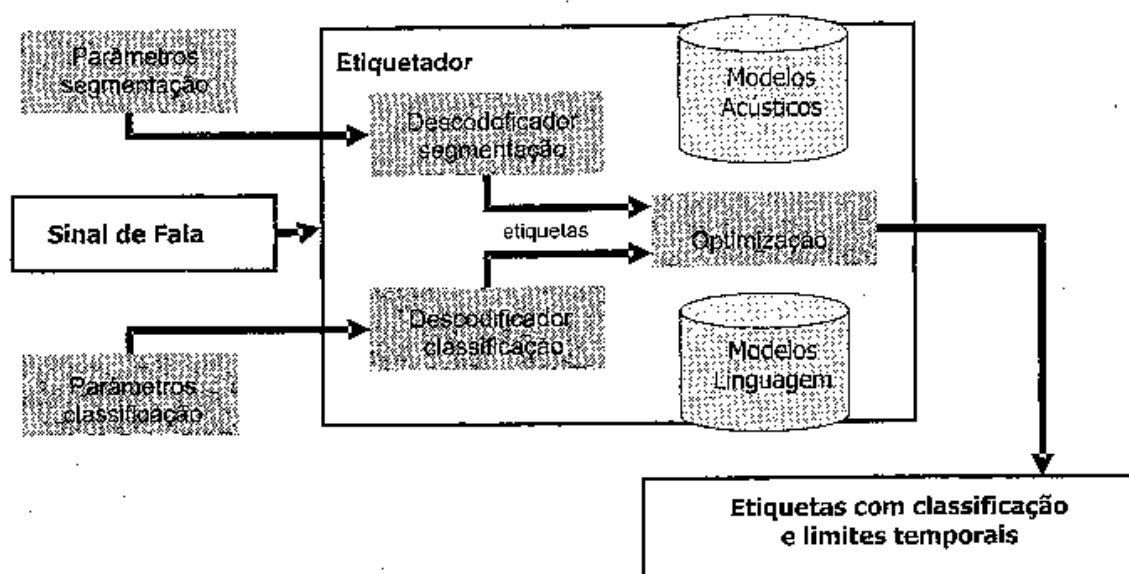 Parâmetros
segmentação
Etiquetador
Modelos
Acústicos
Descodoficador
segmentação
Sinal de Fala
etiquetas
Optimização
Descodificador
classificação
Parâmetros
classificação
Modelos
Linguagem
Etiquetas com classificação
e limites temporais